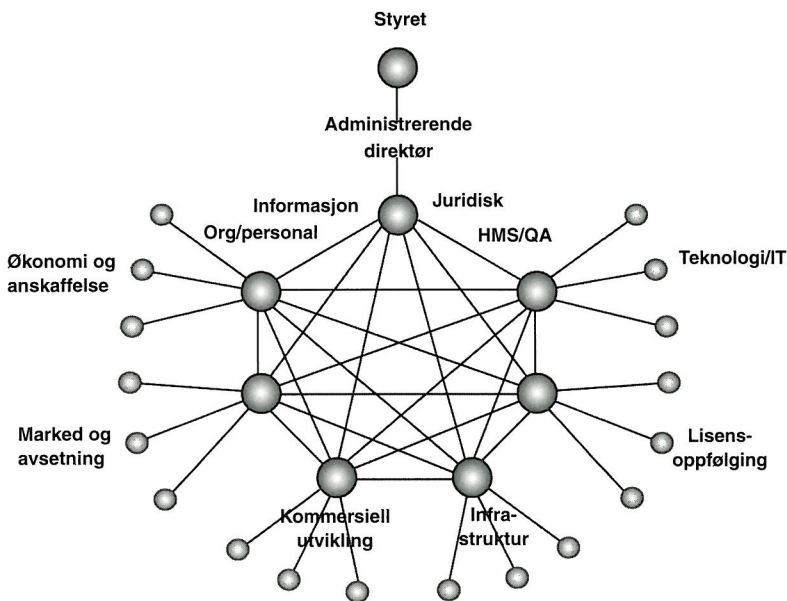 Styret
Administrerende
direktør
Informasjon
Juridisk
Org/personal
HMS/QA
Økonomi og
anskaffelse
Teknologi/IT
Marked og
avsetning
Lisens-
oppfølging
Kommersiell
utvikling
Infra-
struktur